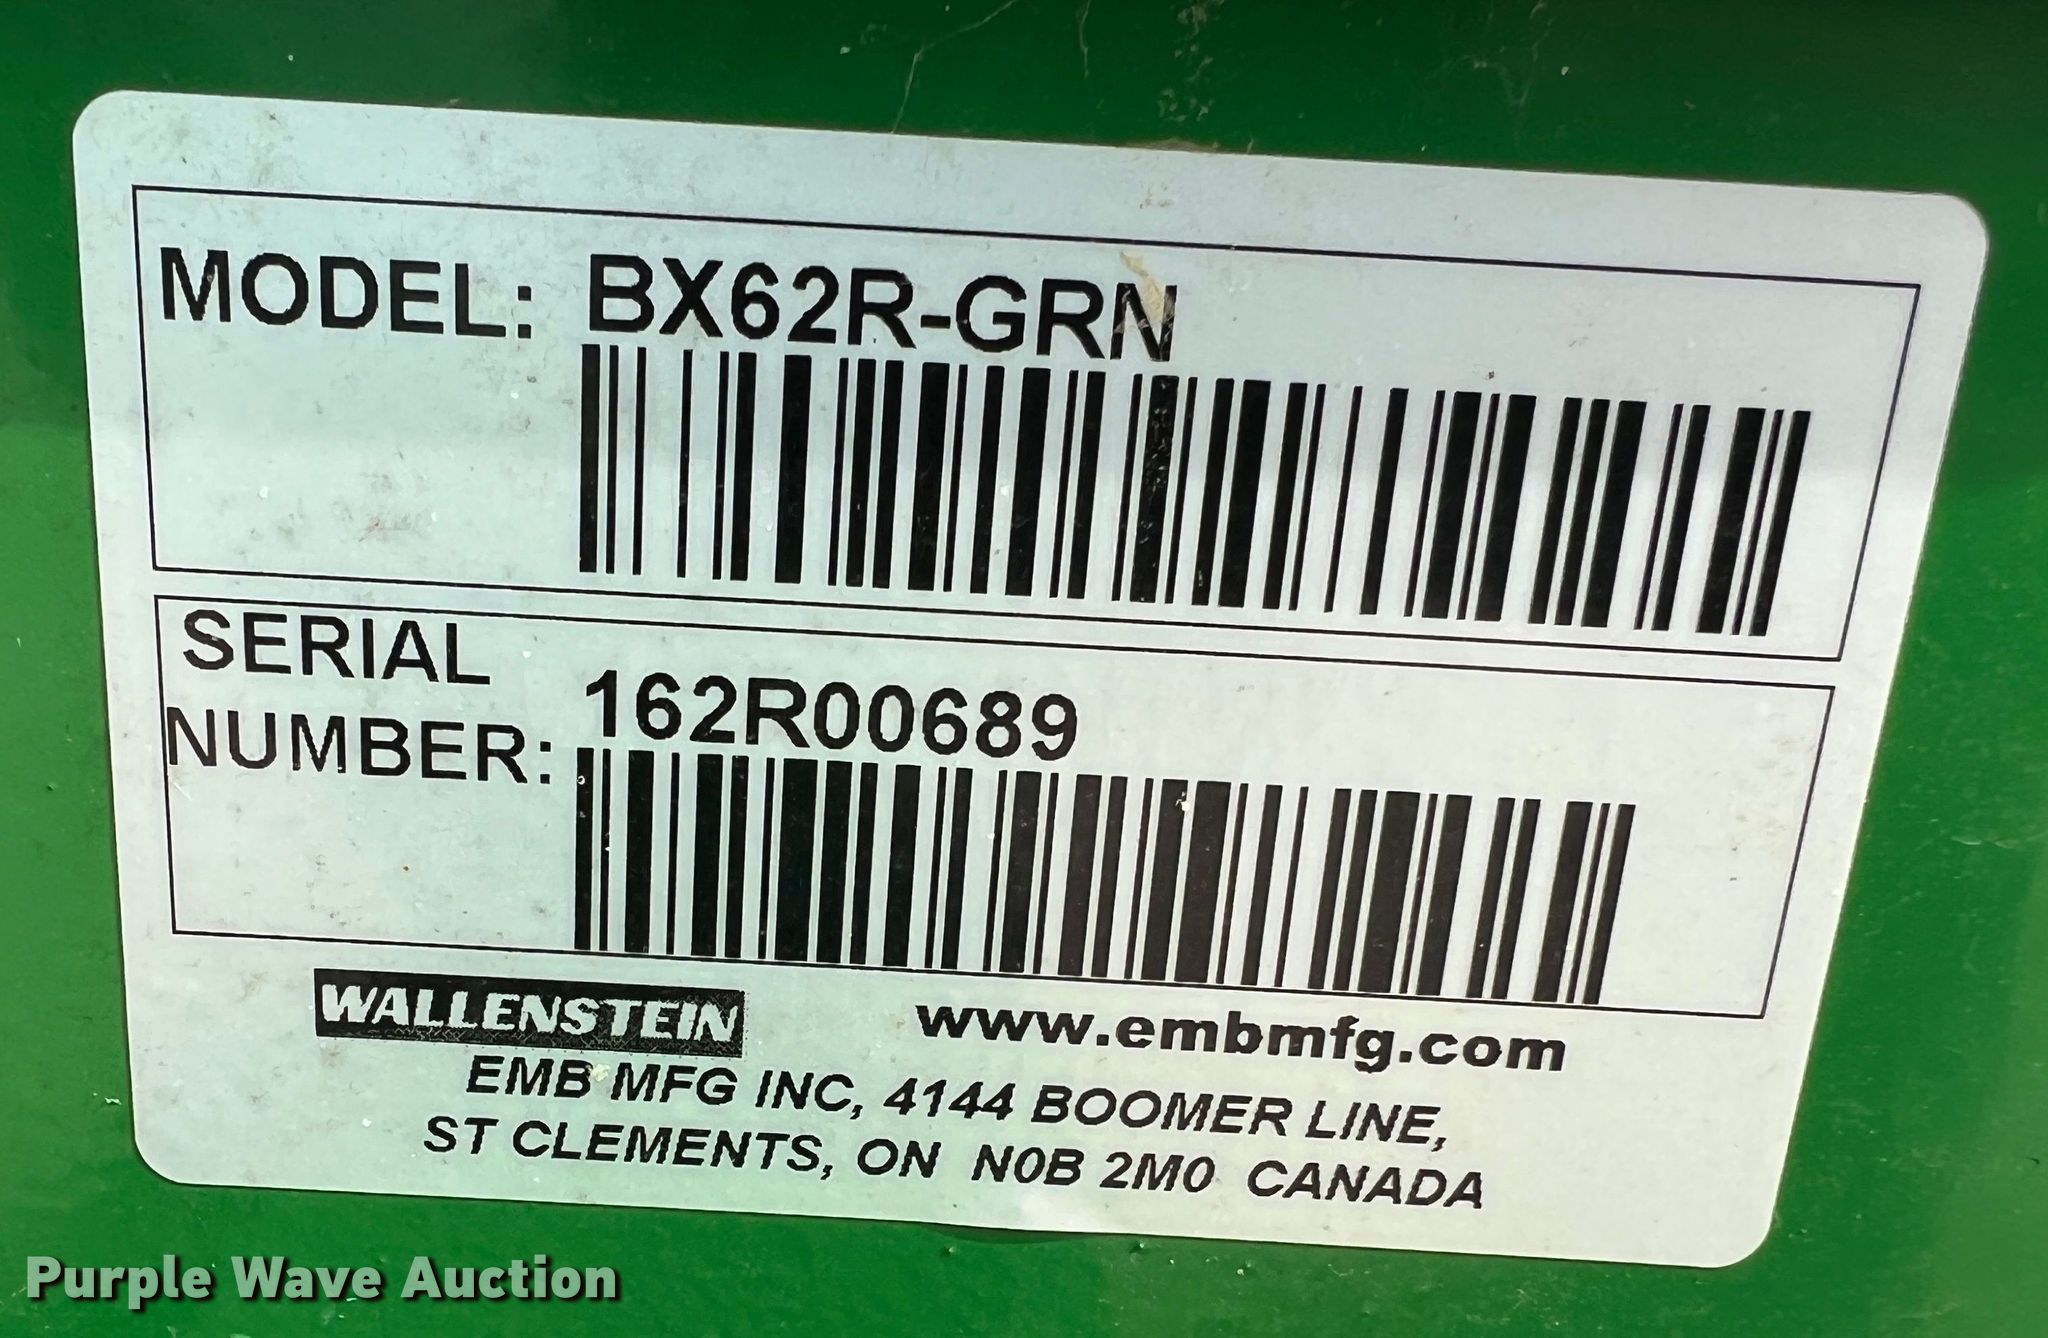 MODEL: BX62R-GRN
SERIAL
NUMBER: 162R00689
WALLENSTEIN www.embmfg.com
EMB MFG INC, 4144 BOOMER LINE,
ST CLEMENTS, ON N0B 2M0 CANADA
Purple Wave Auction